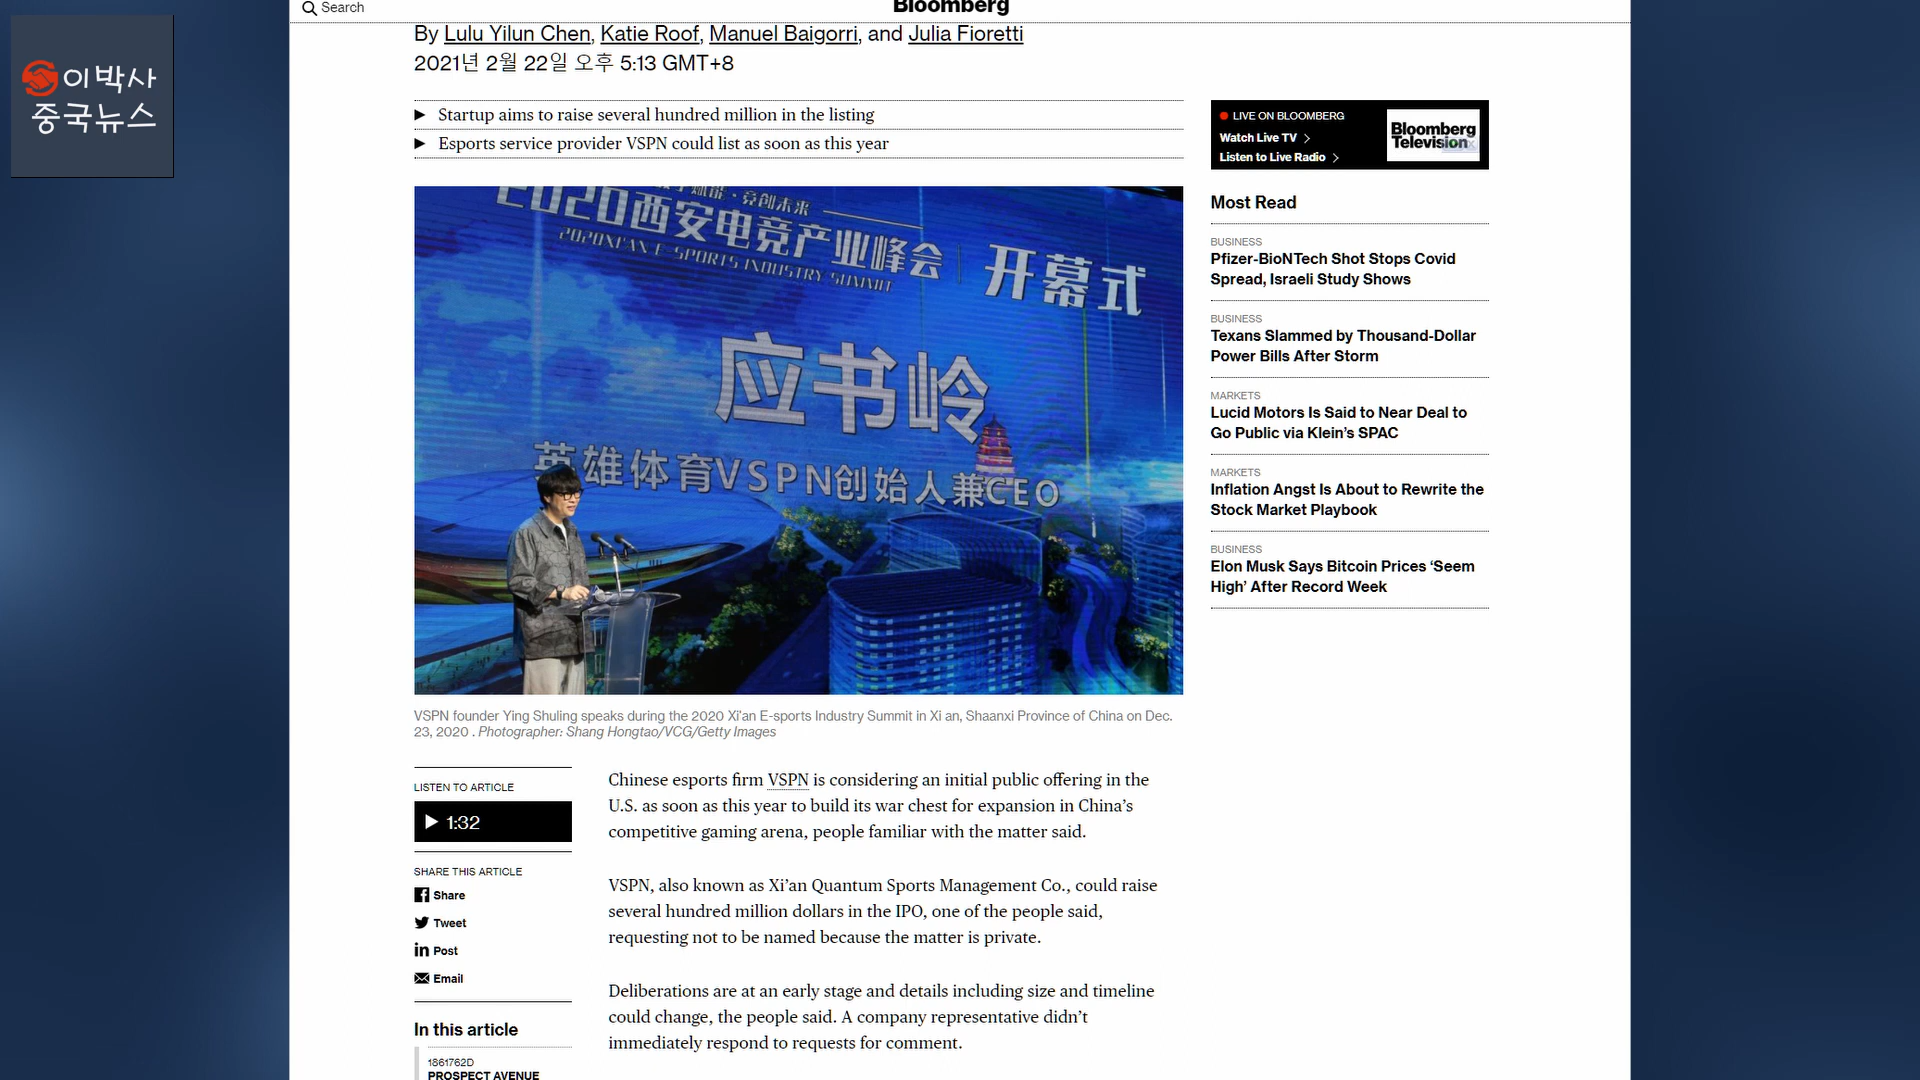 이박사
중국뉴스
Search
Bloomberg
By Lulu Yilun Chen, Katie Roof, Manuel Baigorri, and Julia Fioretti
2021년 2월 22일 오후 5:13 GMT+8
Startup aims to raise several hundred million in the listing
Esports service provider VSPN could list as soon as this year
2020西安电竞产业峰会 | 开幕式
2020XI'AN E-SPORTS INDUSTRY SUMMIT
应书岭
英雄体育VSPN创始人兼CEO
VSPN founder Ying Shuling speaks during the 2020 Xi'an E-sports Industry Summit in Xi an, Shaanxi Province of China on Dec.
23, 2020 . Photographer: Shang Hongtao/VCG/Getty Images
LISTEN TO ARTICLE
1:32
SHARE THIS ARTICLE
Share
Tweet
Post
Email
In this article
1861762D
PROSPECT AVENUE
Chinese esports firm VSPN is considering an initial public offering in the
U.S. as soon as this year to build its war chest for expansion in China’s
competitive gaming arena, people familiar with the matter said.
VSPN, also known as Xi’an Quantum Sports Management Co., could raise
several hundred million dollars in the IPO, one of the people said,
requesting not to be named because the matter is private.
Deliberations are at an early stage and details including size and timeline
could change, the people said. A company representative didn’t
immediately respond to requests for comment.
LIVE ON BLOOMBERG
Watch Live TV
Listen to Live Radio
Bloomberg
Television
Most Read
BUSINESS
Pfizer-BioNTech Shot Stops Covid
Spread, Israeli Study Shows
BUSINESS
Texans Slammed by Thousand-Dollar
Power Bills After Storm
MARKETS
Lucid Motors Is Said to Near Deal to
Go Public via Klein’s SPAC
MARKETS
Inflation Angst Is About to Rewrite the
Stock Market Playbook
BUSINESS
Elon Musk Says Bitcoin Prices ‘Seem
High’ After Record Week